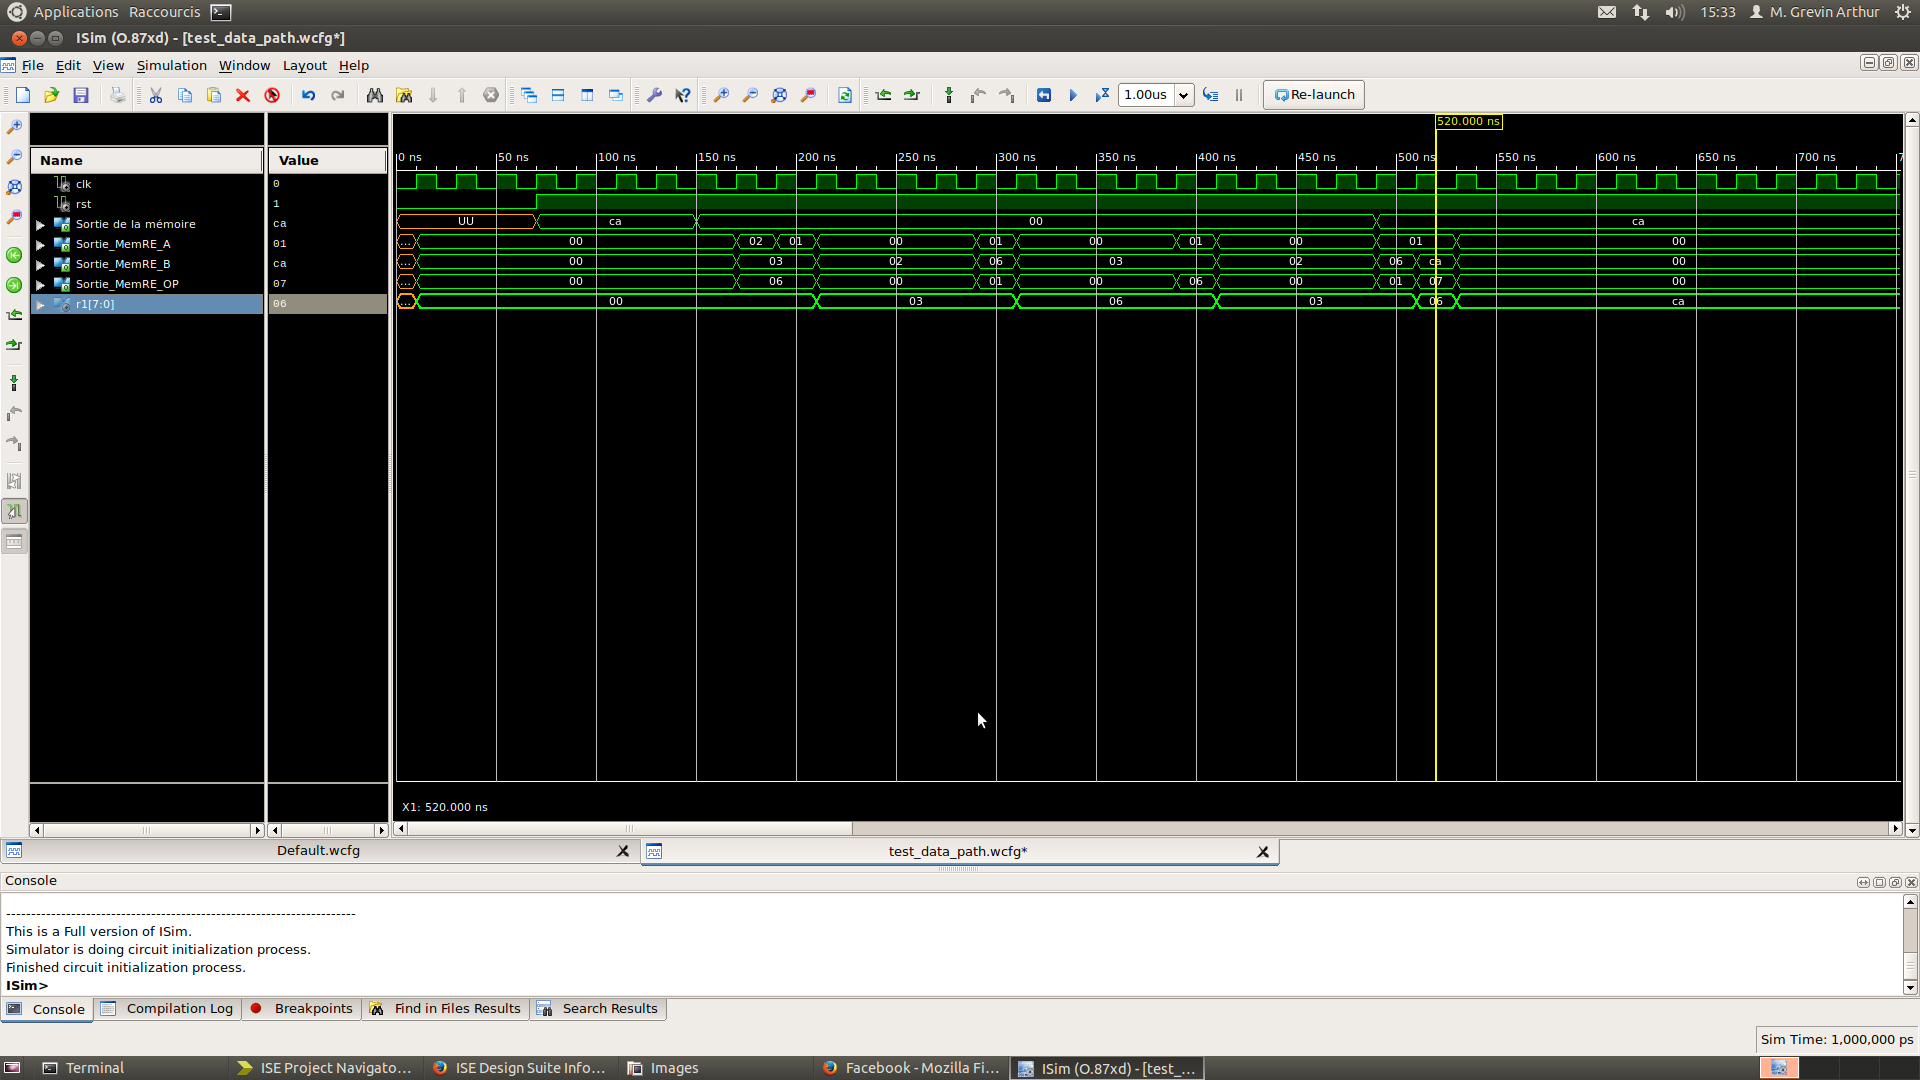 Applications Raccourcis 15:33 M. Grevin Arthur
ISim (O.87xd) - [test_data_path.wcfg*]
File Edit View Simulation Window Layout Help
1.00us Re-launch
520.000 ns
Name Value
0 ns 50 ns 100 ns 150 ns 200 ns 250 ns 300 ns 350 ns 400 ns 450 ns 500 ns 550 ns 600 ns 650 ns 700 ns 7
clk 0
rst 1
Sortie de la mémoire ca UU ca 00 ca
Sortie_MemRE_A 01 ... 00 02 01 00 01 00 01 00 01 00
Sortie_MemRE_B ca ... 00 03 02 06 03 02 06 ca 00
Sortie_MemRE_OP 07 ... 00 06 00 01 00 06 00 01 07 00
r1[7:0] 06 ... 00 03 06 03 06 ca
X1: 520.000 ns
Default.wcfg test_data_path.wcfg*
Console
----------------------------------------------------------------------
This is a Full version of ISim.
Simulator is doing circuit initialization process.
Finished circuit initialization process.
ISim>
Console Compilation Log Breakpoints Find in Files Results Search Results
Sim Time: 1,000,000 ps
Terminal ISE Project Navigato... ISE Design Suite Info... Images Facebook - Mozilla Fi... ISim (O.87xd) - [test_...